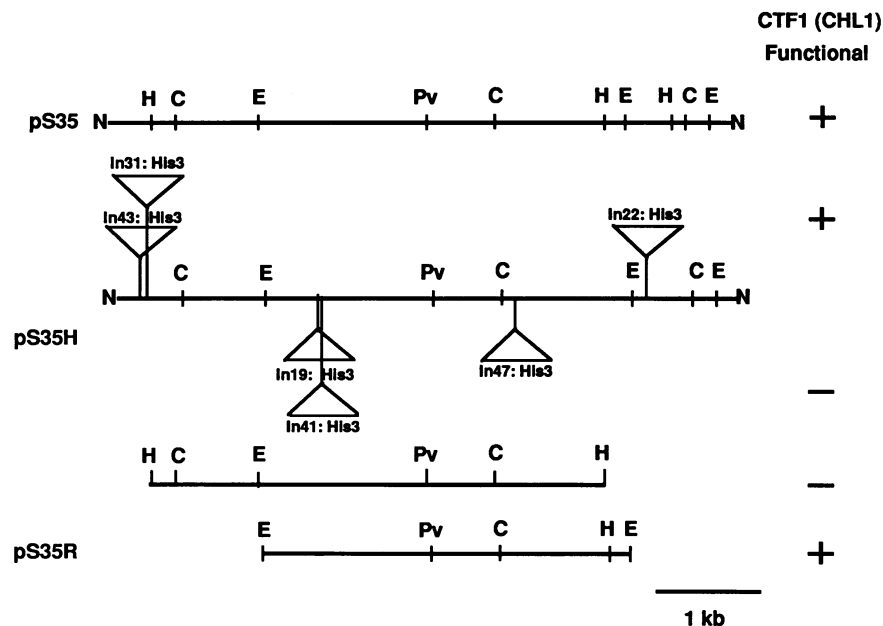 CTF1 (CHL1)
Functional
H C E Pv C H E H C E
pS35 N N +
In31: His3
In43: His3 In22: His3 +
C E Pv C E C E
N N
pS35H
In19: His3 In47: His3
−
In41: His3
H C E Pv C H
−
E Pv C H E
pS35R +
1 kb